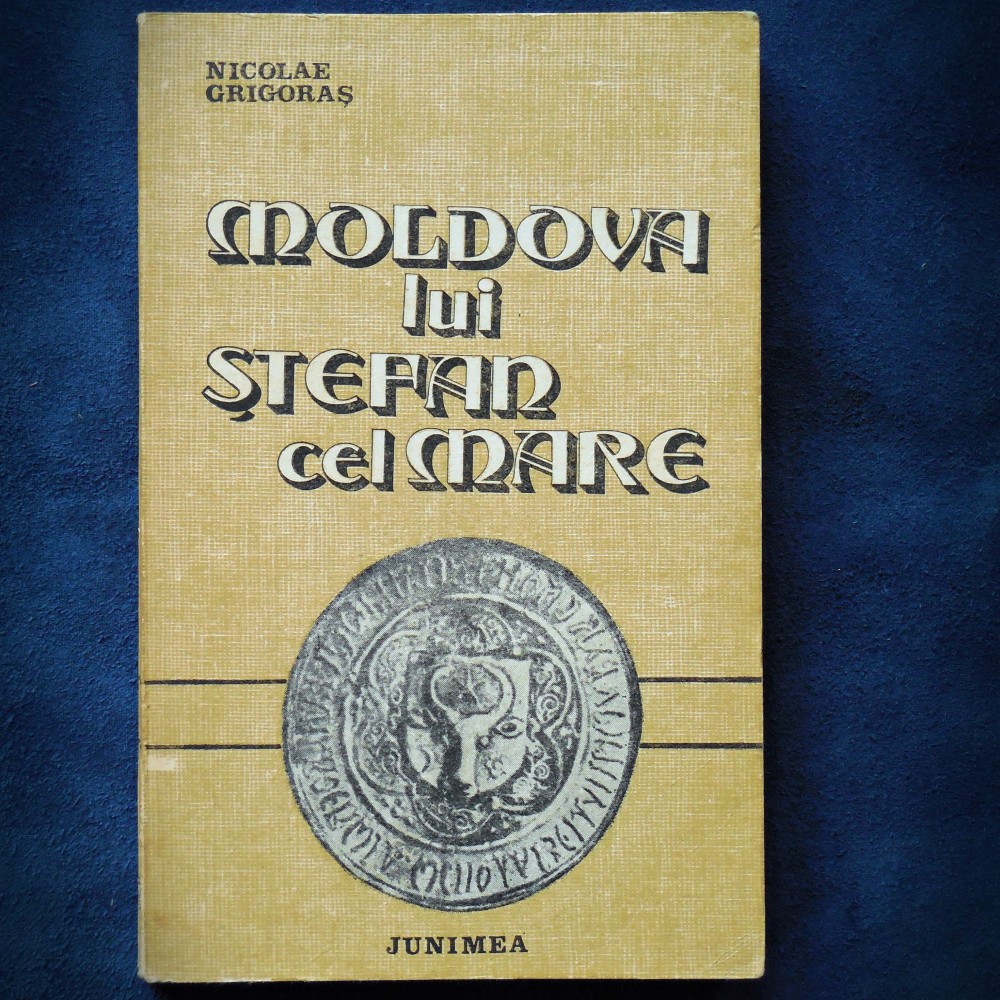 NICOLAE
GRIGORAŞ
MOLDOVA
lui
ŞTEFAN
cel MARE
JUNIMEA